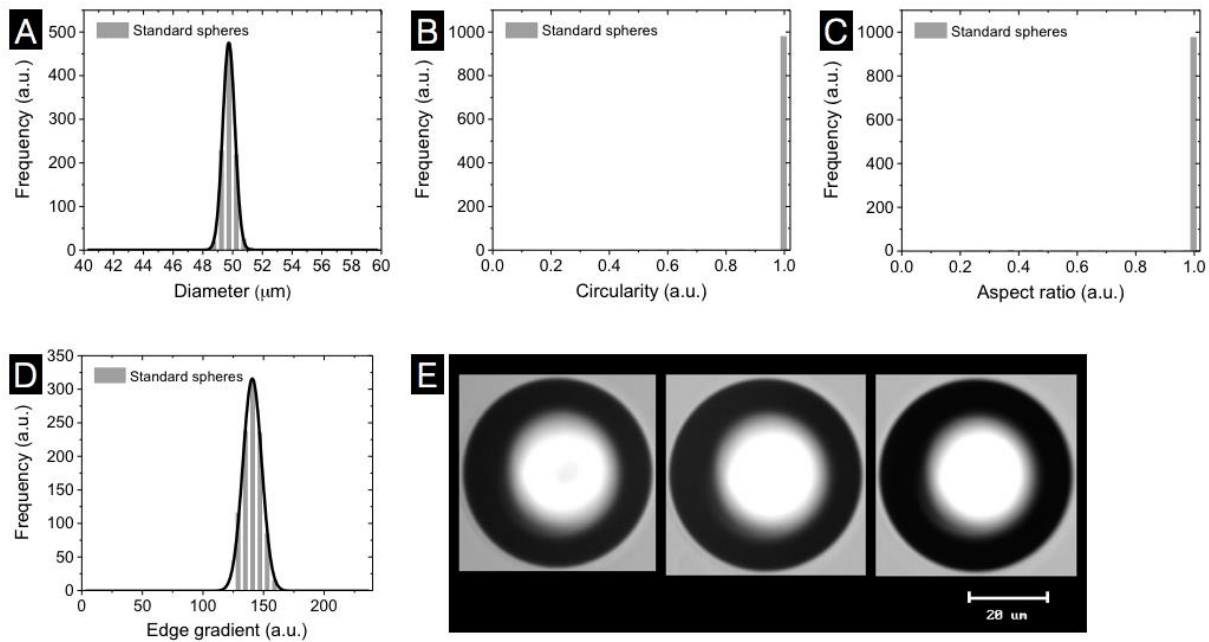 A
Standard spheres
500
400
300
200
100
0
40 42 44 46 48 50 52 54 56 58 60
Frequency (a.u.)
Diameter (μm)
B
Standard spheres
1000
800
600
400
200
0
0.0 0.2 0.4 0.6 0.8 1.0
Frequency (a.u.)
Circularity (a.u.)
C
Standard spheres
1000
800
600
400
200
0
0.0 0.2 0.4 0.6 0.8 1.0
Frequency (a.u.)
Aspect ratio (a.u.)
D
Standard spheres
350
300
250
200
150
100
50
0
0 50 100 150 200
Frequency (a.u.)
Edge gradient (a.u.)
E
20 um